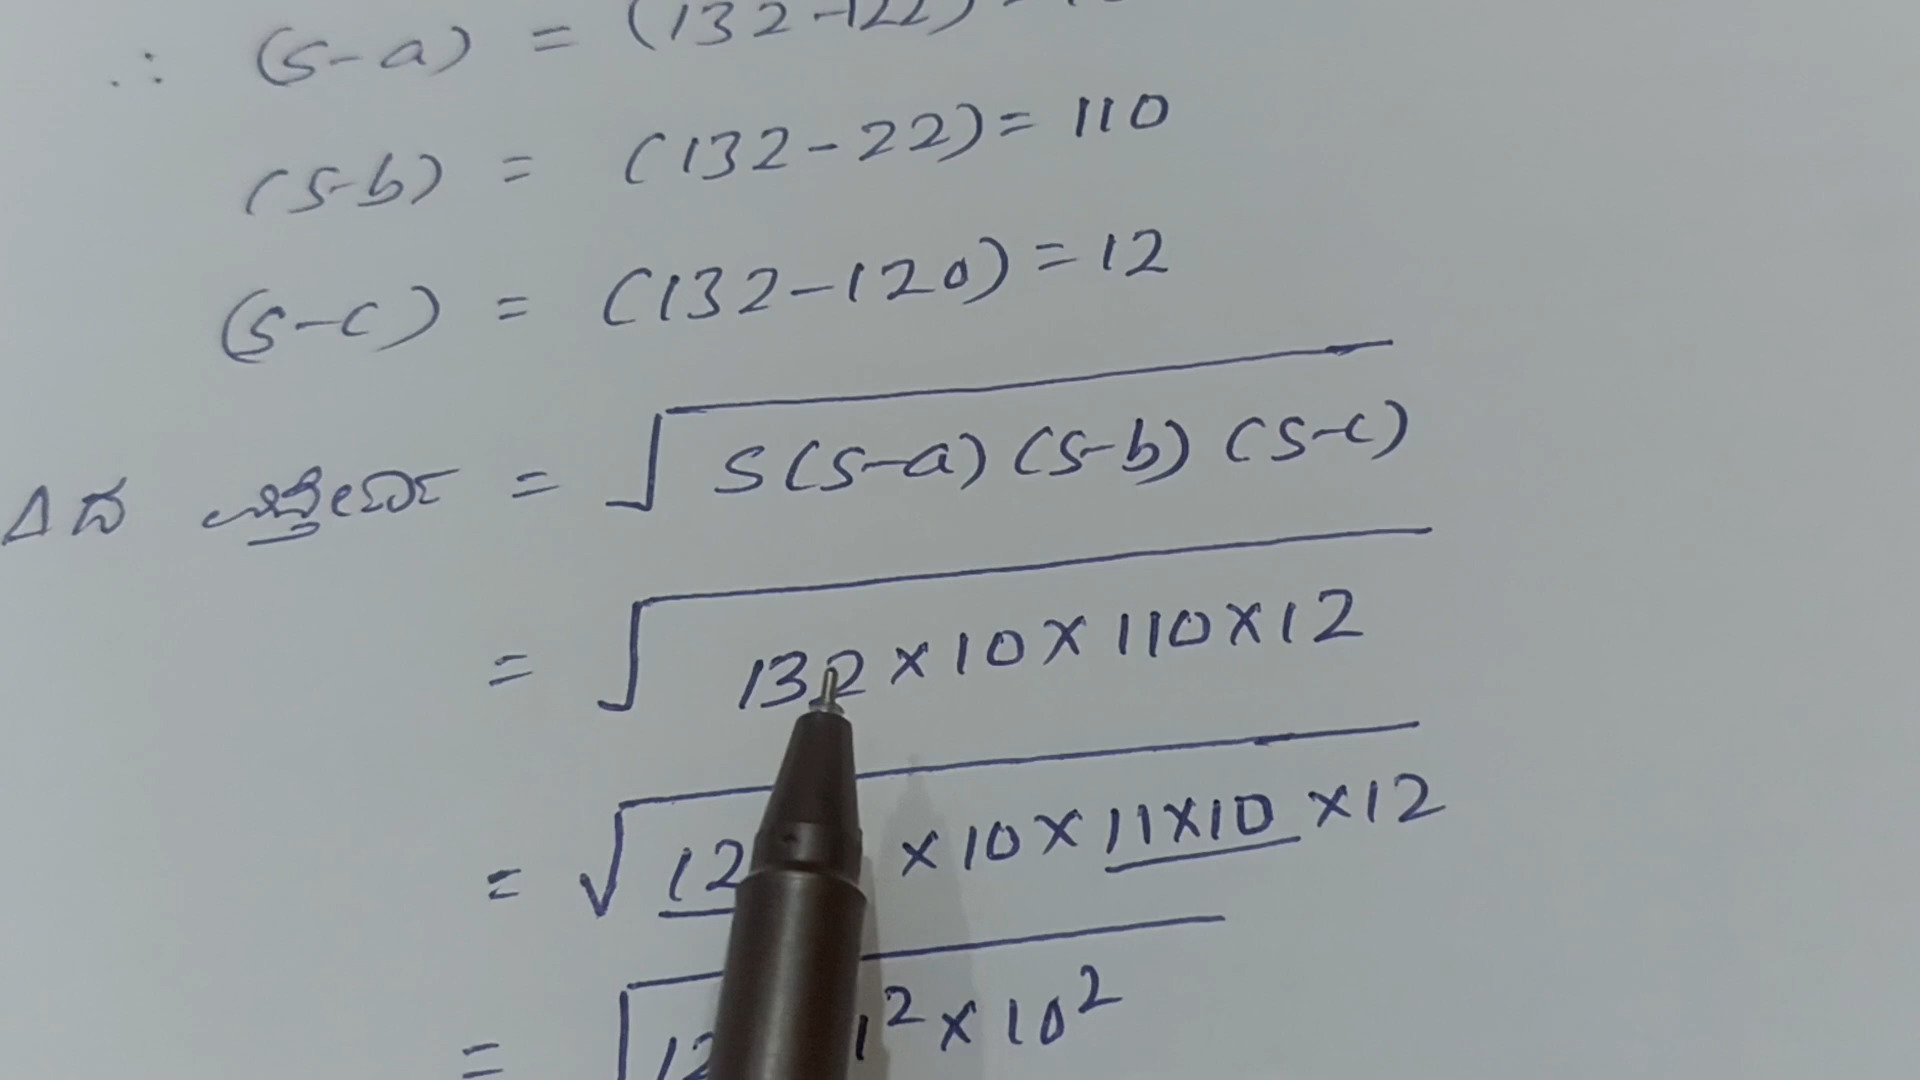 ∴ (s-a) = (132-122)
(s-b) = (132-22) = 110
(s-c) = (132-120) = 12
Δದ ವಿಸ್ತೀರ್ಣ = √s(s-a)(s-b)(s-c)
= √132×10×110×12
= √12 ×10×11×10×12
= √12 1²×10²